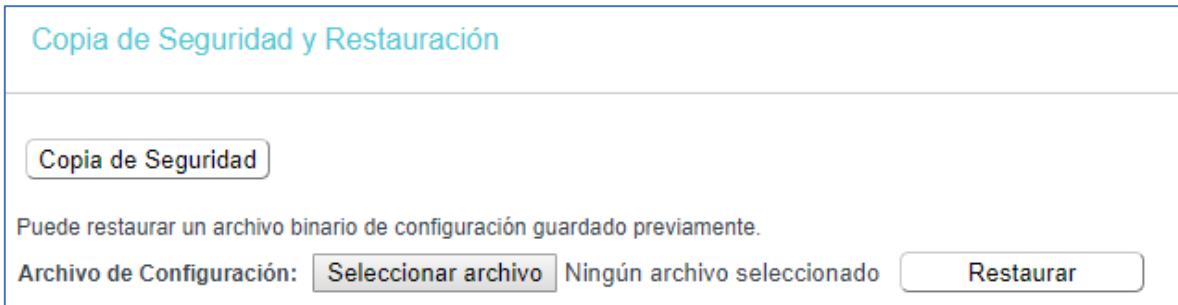 Copia de Seguridad y Restauración
Copia de Seguridad
Puede restaurar un archivo binario de configuración guardado previamente.
Archivo de Configuración: Seleccionar archivo Ningún archivo seleccionado Restaurar